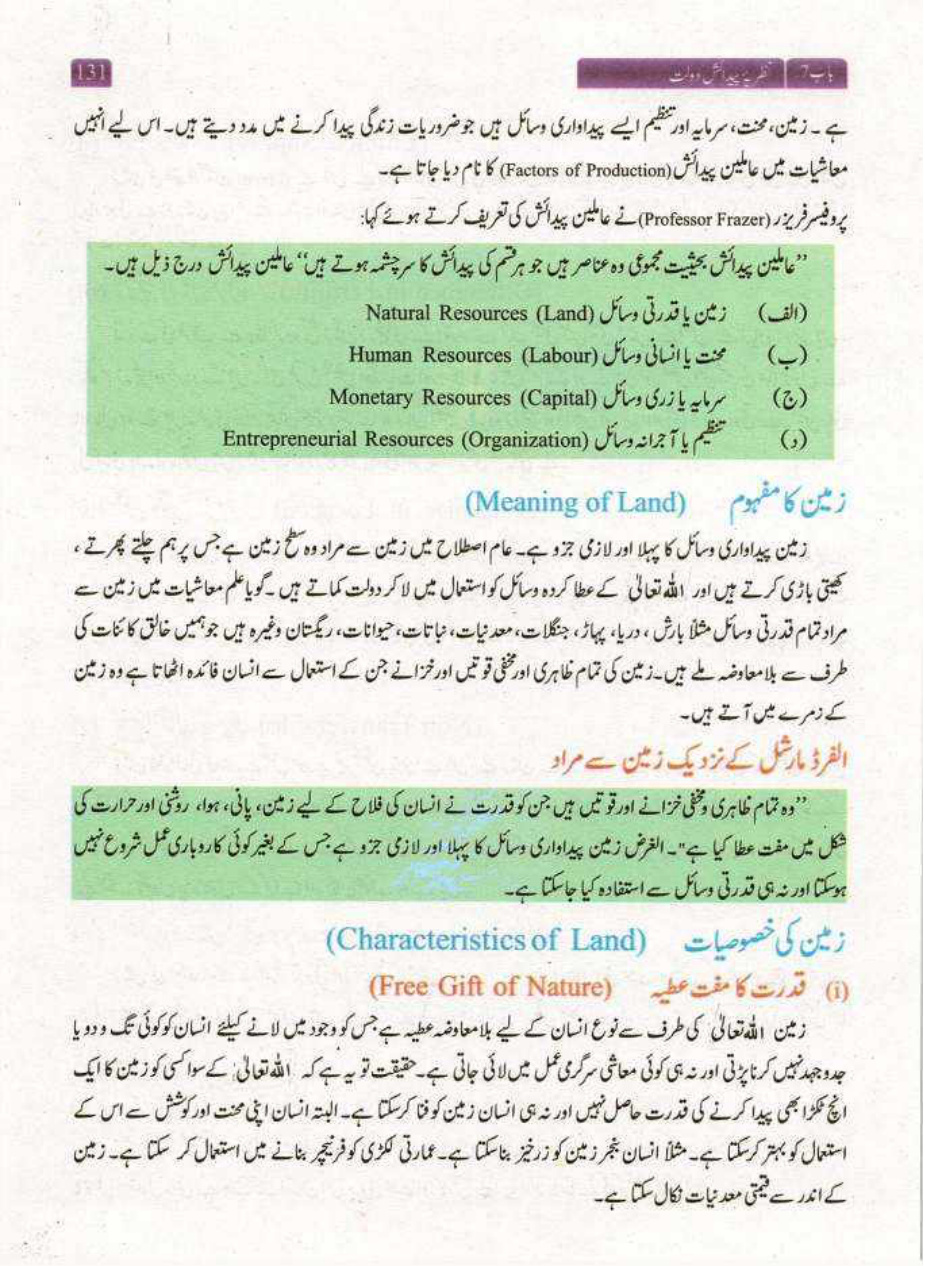 باب 7 نظریہ پیدائش دولت
131
ہے ۔ زمین، محنت، سرمایہ اور تنظیم ایسے پیداواری وسائل ہیں جو ضروریات زندگی پیدا کرنے میں مدد دیتے ہیں۔ اس لیے انہیں
معاشیات میں عاملین پیدائش (Factors of Production) کا نام دیا جاتا ہے۔
پروفیسر فریزر (Professor Frazer) نے عاملین پیدائش کی تعریف کرتے ہوئے کہا:
’’عاملین پیدائش بحیثیت مجموعی وہ عناصر ہیں جو ہر قسم کی پیدائش کا سرچشمہ ہوتے ہیں‘‘ عاملین پیدائش درج ذیل ہیں۔
(الف) زمین یا قدرتی وسائل Natural Resources (Land)
(ب) محنت یا انسانی وسائل Human Resources (Labour)
(ج) سرمایہ یا زری وسائل Monetary Resources (Capital)
(د) تنظیم یا آجرانہ وسائل Entrepreneurial Resources (Organization)
زمین کا مفہوم (Meaning of Land)
زمین پیداواری وسائل کا پہلا اور لازمی جزو ہے۔ عام اصطلاح میں زمین سے مراد وہ سطح زمین ہے جس پر ہم چلتے پھرتے ،
کھیتی باڑی کرتے ہیں اور اللہ تعالیٰ کے عطا کردہ وسائل کو استعمال میں لا کر دولت کماتے ہیں ۔ گویا علم معاشیات میں زمین سے
مراد تمام قدرتی وسائل مثلاً بارش ، دریا، پہاڑ، جنگلات، معدنیات، نباتات، حیوانات، ریگستان وغیرہ ہیں جو ہمیں خالق کائنات کی
طرف سے بلا معاوضہ ملے ہیں۔ زمین کی تمام ظاہری اور مخفی قوتیں اور خزانے جن کے استعمال سے انسان فائدہ اٹھاتا ہے وہ زمین
کے زمرے میں آتے ہیں۔
الفرڈ مارشل کے نزدیک زمین سے مراد
’’وہ تمام ظاہری و مخفی خزانے اور قوتیں ہیں جن کو قدرت نے انسان کی فلاح کے لیے زمین، پانی، ہوا، روشنی اور حرارت کی
شکل میں مفت عطا کیا ہے"۔ الغرض زمین پیداواری وسائل کا پہلا اور لازمی جزو ہے جس کے بغیر کوئی کاروباری عمل شروع نہیں
ہوسکتا اور نہ ہی قدرتی وسائل سے استفادہ کیا جاسکتا ہے۔
زمین کی خصوصیات (Characteristics of Land)
(i) قدرت کا مفت عطیہ (Free Gift of Nature)
زمین اللہ تعالیٰ کی طرف سے نوع انسان کے لیے بلا معاوضہ عطیہ ہے جس کو وجود میں لانے کیلئے انسان کو کوئی تگ و دو یا
جدوجہد نہیں کرنا پڑتی اور نہ ہی کوئی معاشی سرگرمی عمل میں لائی جاتی ہے۔ حقیقت تو یہ ہے کہ اللہ تعالیٰ کے سوا کسی کو زمین کا ایک
انچ ٹکڑا بھی پیدا کرنے کی قدرت حاصل نہیں اور نہ ہی انسان زمین کو فنا کرسکتا ہے۔ البتہ انسان اپنی محنت اور کوشش سے اس کے
استعمال کو بہتر کرسکتا ہے۔ مثلاً انسان بنجر زمین کو زرخیز بناسکتا ہے۔ عمارتی لکڑی کو فرنیچر بنانے میں استعمال کر سکتا ہے۔ زمین
کے اندر سے قیمتی معدنیات نکال سکتا ہے۔